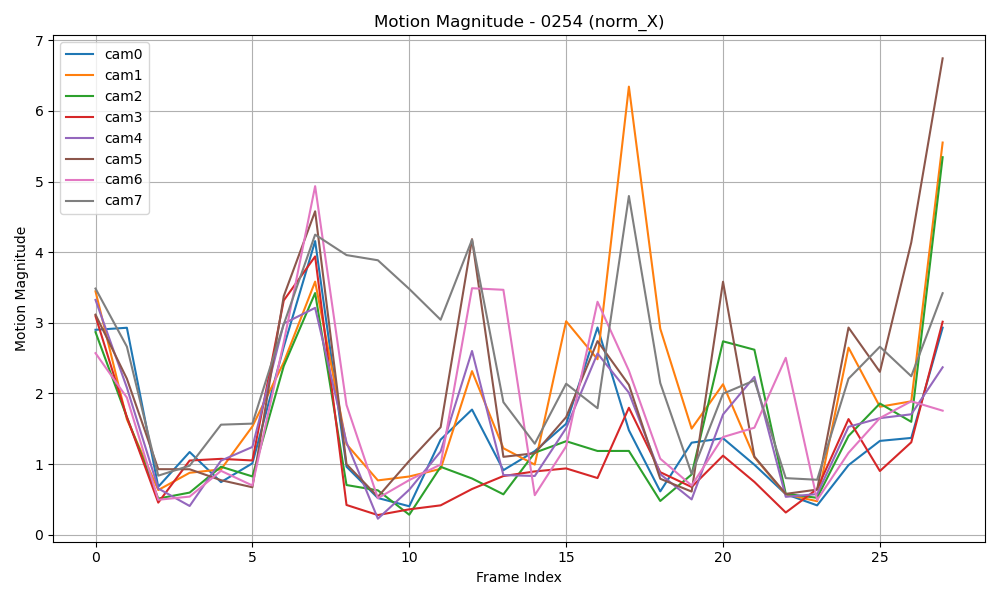 Motion Magnitude - 0254 (norm_X)
7
6
5
4
3
2
1
0
Motion Magnitude
cam0
cam1
cam2
cam3
cam4
cam5
cam6
cam7
0
5
10
15
20
25
Frame Index